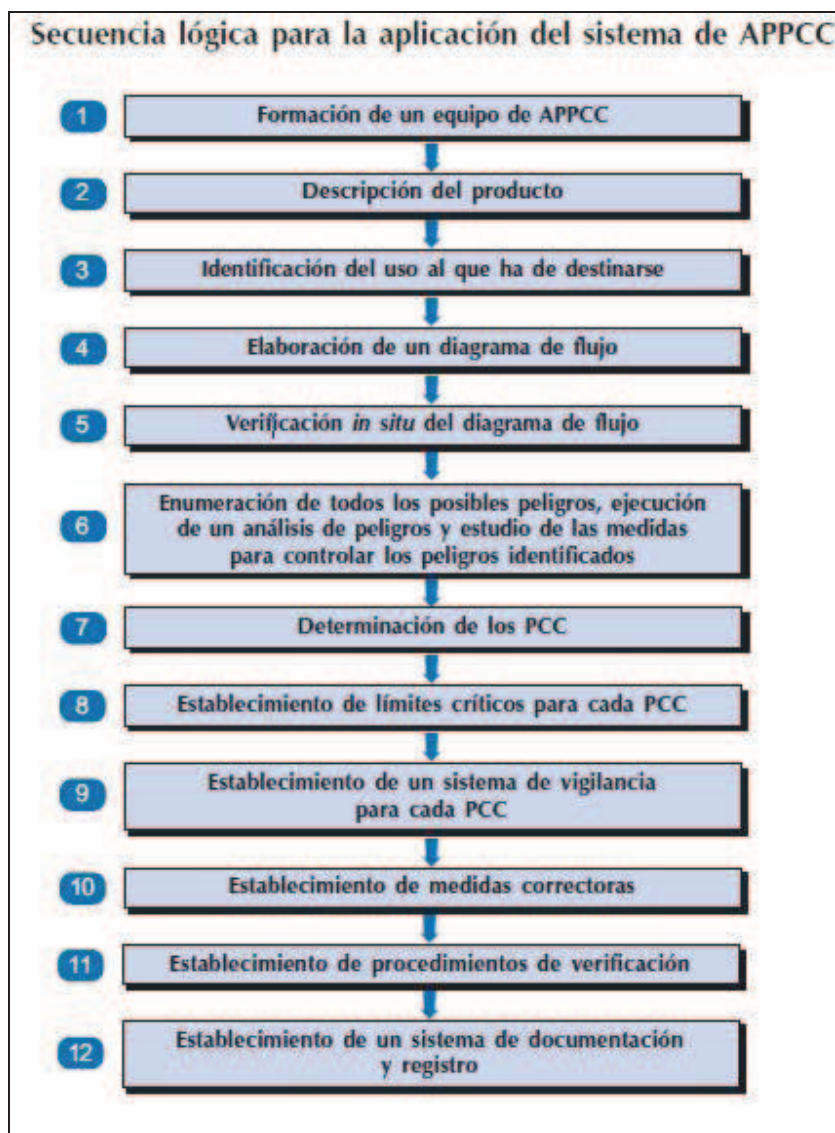 Secuencia lógica para la aplicación del sistema de APPCC
1
Formación de un equipo de APPCC
2
Descripción del producto
3
Identificación del uso al que ha de destinarse
4
Elaboración de un diagrama de flujo
5
Verificación in situ del diagrama de flujo
6
Enumeración de todos los posibles peligros, ejecución
de un análisis de peligros y estudio de las medidas
para controlar los peligros identificados
7
Determinación de los PCC
8
Establecimiento de límites críticos para cada PCC
9
Establecimiento de un sistema de vigilancia
para cada PCC
10
Establecimiento de medidas correctoras
11
Establecimiento de procedimientos de verificación
12
Establecimiento de un sistema de documentación
y registro